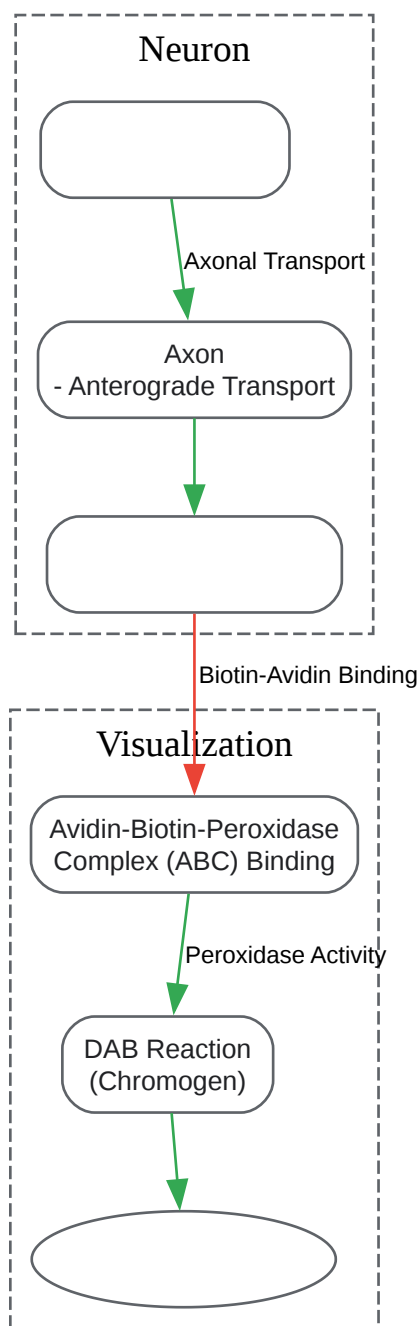 Neuron
Axonal Transport
Axon
- Anterograde Transport
Biotin-Avidin Binding
Visualization
Avidin-Biotin-Peroxidase
Complex (ABC) Binding
Peroxidase Activity
DAB Reaction
(Chromogen)